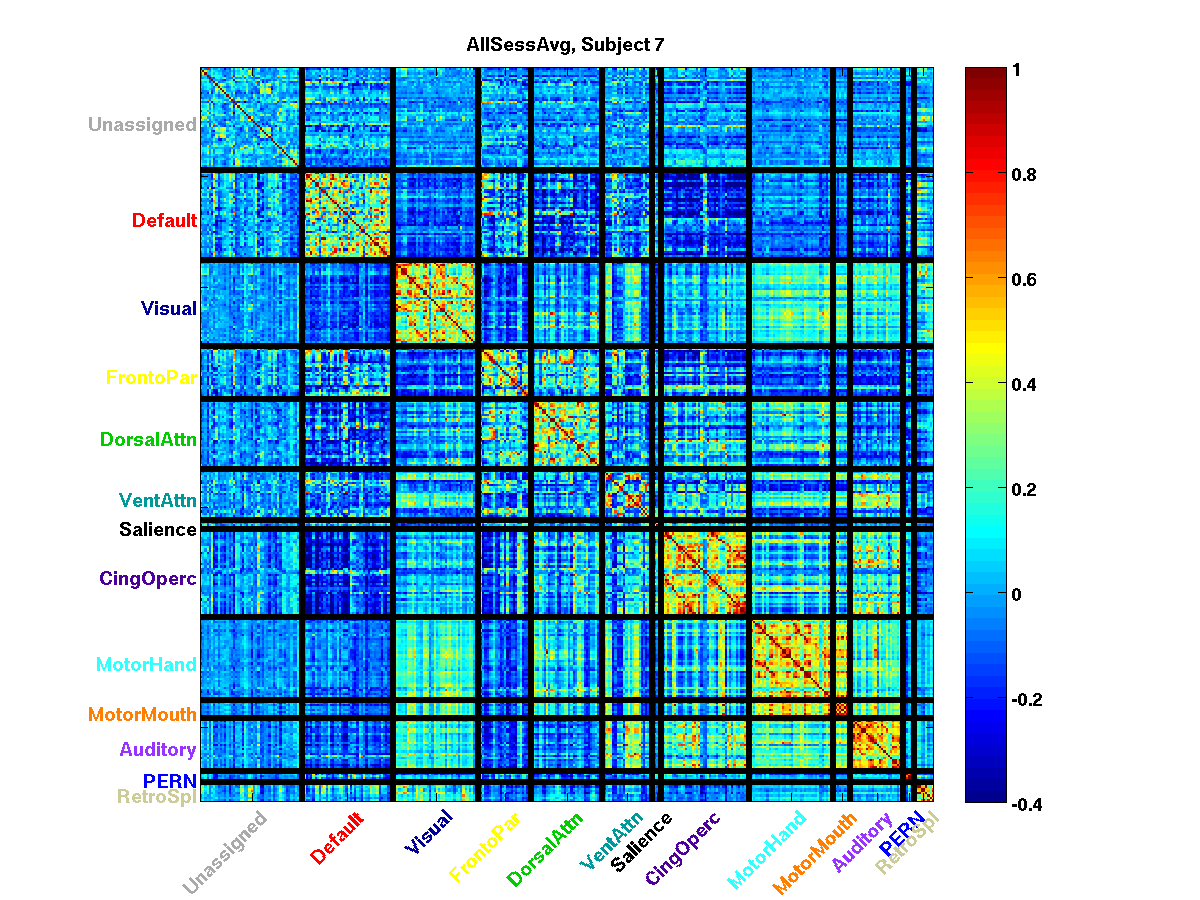 AllSessAvg, Subject 7
Unassigned
Default
Visual
FrontoPar
DorsalAttn
VentAttn
Salience
CingOperc
MotorHand
MotorMouth
Auditory
PERN
RetroSpl
1
0.8
0.6
0.4
0.2
0
-0.2
-0.4
Unassigned
Default
Visual
FrontoPar
DorsalAttn
VentAttn
Salience
CingOperc
MotorHand
MotorMouth
Auditory
PERN
RetroSpl